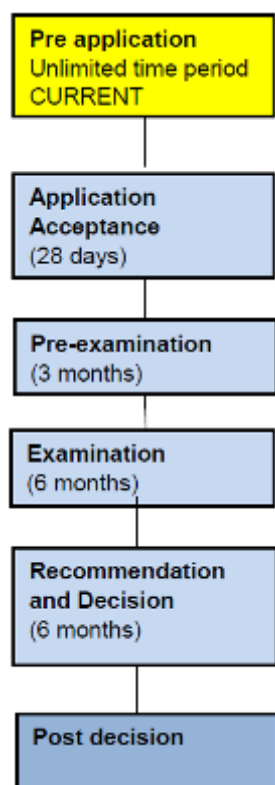 Pre application
Unlimited time period
CURRENT
Application
Acceptance
(28 days)
Pre-examination
(3 months)
Examination
(6 months)
Recommendation
and Decision
(6 months)
Post decision